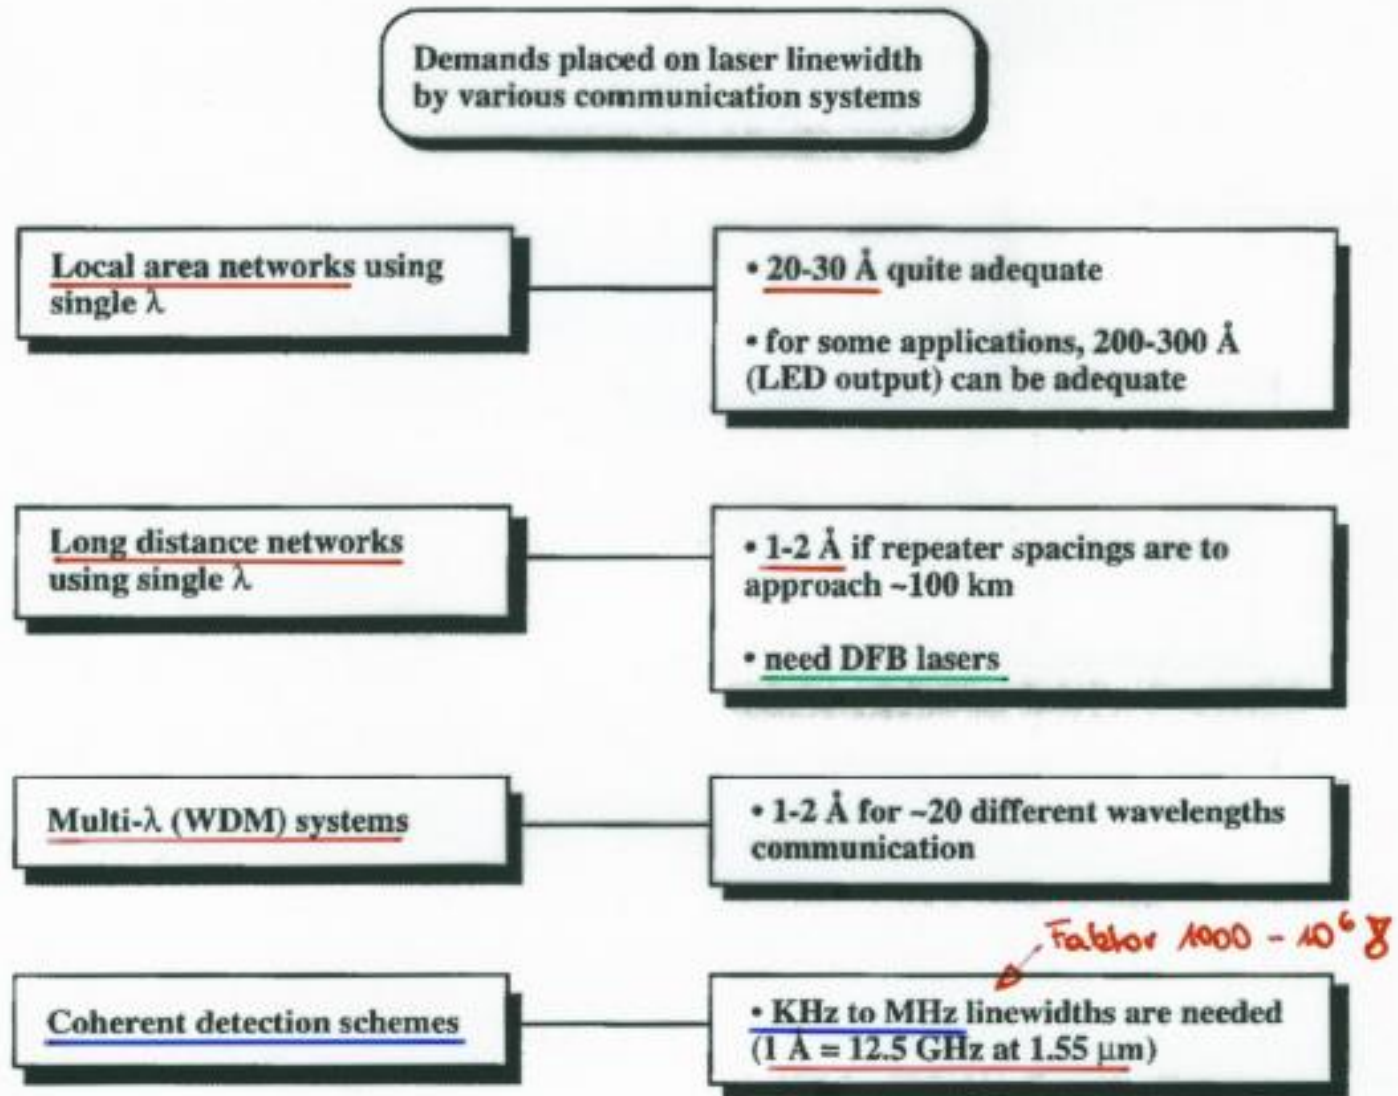 Demands placed on laser linewidth
by various communication systems
Local area networks using
single λ
• 20-30 Å quite adequate
• for some applications, 200-300 Å
(LED output) can be adequate
Long distance networks
using single λ
• 1-2 Å if repeater spacings are to
approach ~100 km
• need DFB lasers
Multi-λ (WDM) systems
• 1-2 Å for ~20 different wavelengths
communication
Faktor 1000 - 10⁶
Coherent detection schemes
• KHz to MHz linewidths are needed
(1 Å = 12.5 GHz at 1.55 µm)